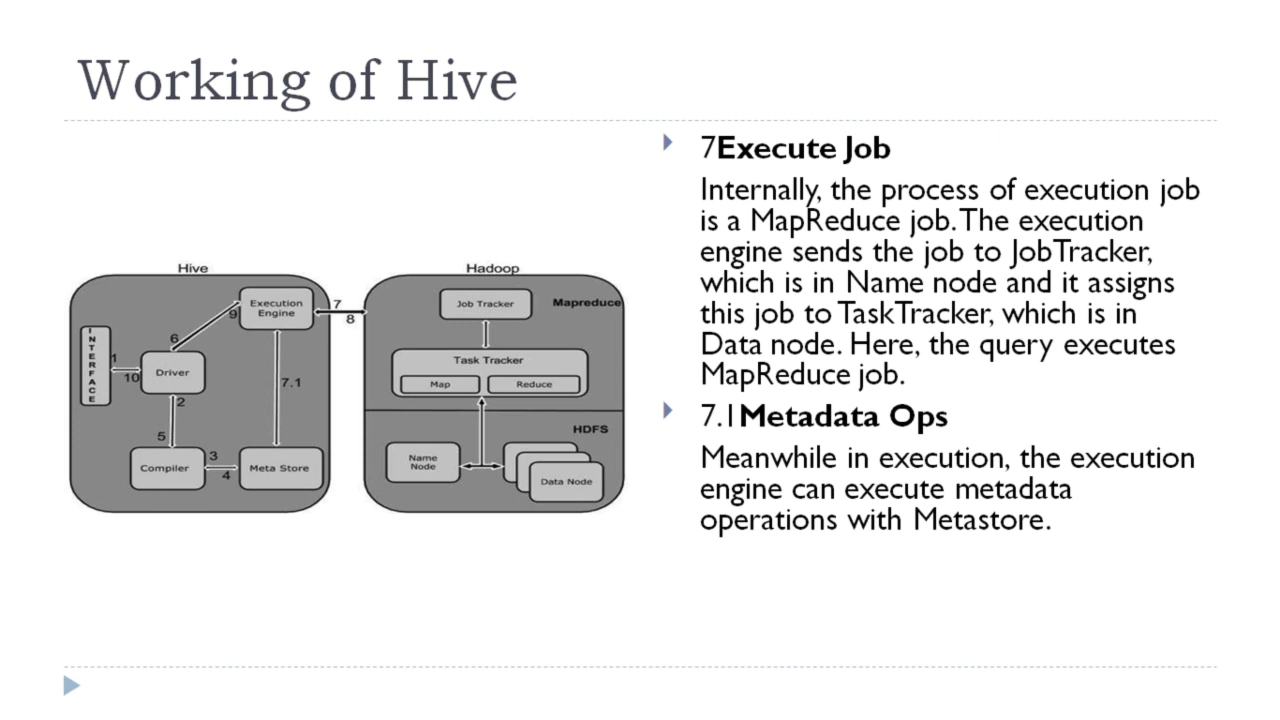 Working of Hive
Hive
Hadoop
INTERFACE
1
10
Driver
6
9
Execution
Engine
7
8
7.1
2
5
Compiler
3
4
Meta Store
Job Tracker
Mapreduce
Task Tracker
Map
Reduce
HDFS
Name
Node
Data Node
7Execute Job
Internally, the process of execution job
is a MapReduce job. The execution
engine sends the job to JobTracker,
which is in Name node and it assigns
this job to TaskTracker, which is in
Data node. Here, the query executes
MapReduce job.
7.1Metadata Ops
Meanwhile in execution, the execution
engine can execute metadata
operations with Metastore.